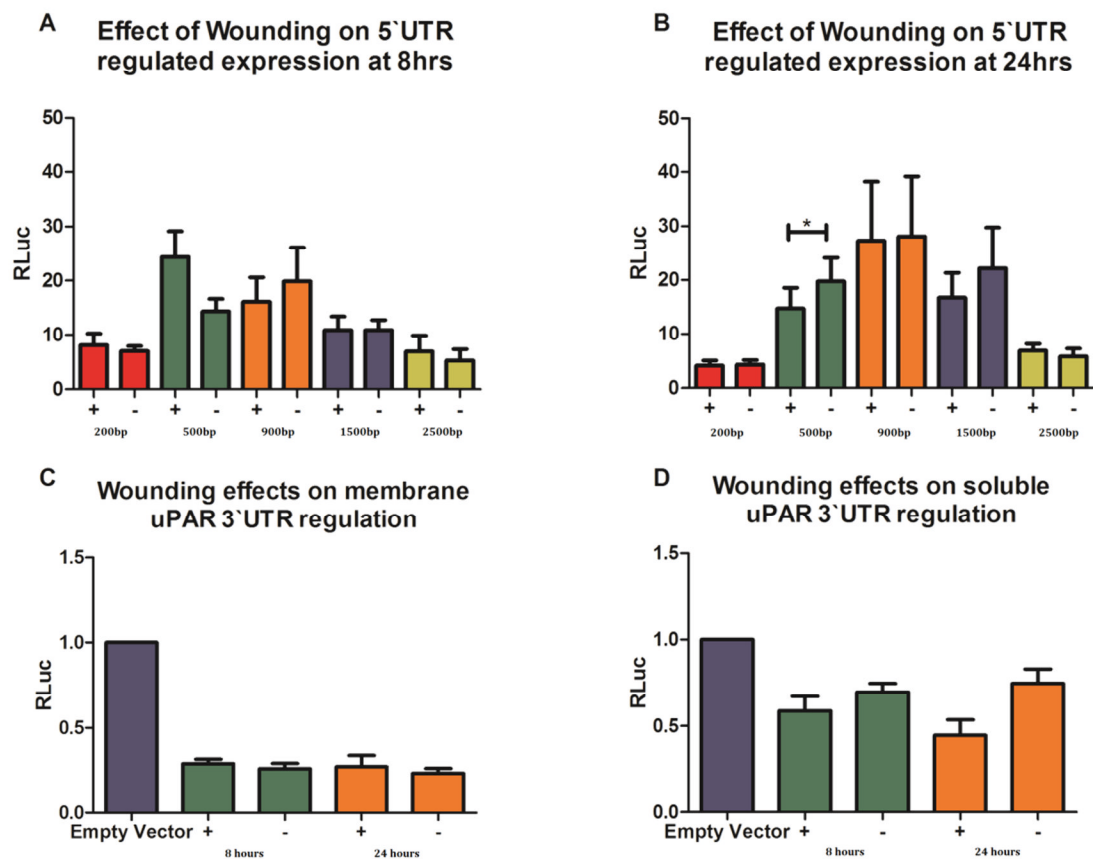 A
Effect of Wounding on 5`UTR
regulated expression at 8hrs
RLuc
50
40
30
20
10
0
+ - + - + - + - + -
200bp 500bp 900bp 1500bp 2500bp
B
Effect of Wounding on 5`UTR
regulated expression at 24hrs
RLuc
50
40
30
20
10
0
*
+ - + - + - + - + -
200bp 500bp 900bp 1500bp 2500bp
C
Wounding effects on membrane
uPAR 3`UTR regulation
RLuc
1.5
1.0
0.5
0.0
Empty Vector + - + -
8 hours 24 hours
D
Wounding effects on soluble
uPAR 3`UTR regulation
RLuc
1.5
1.0
0.5
0.0
Empty Vector + - + -
8 hours 24 hours